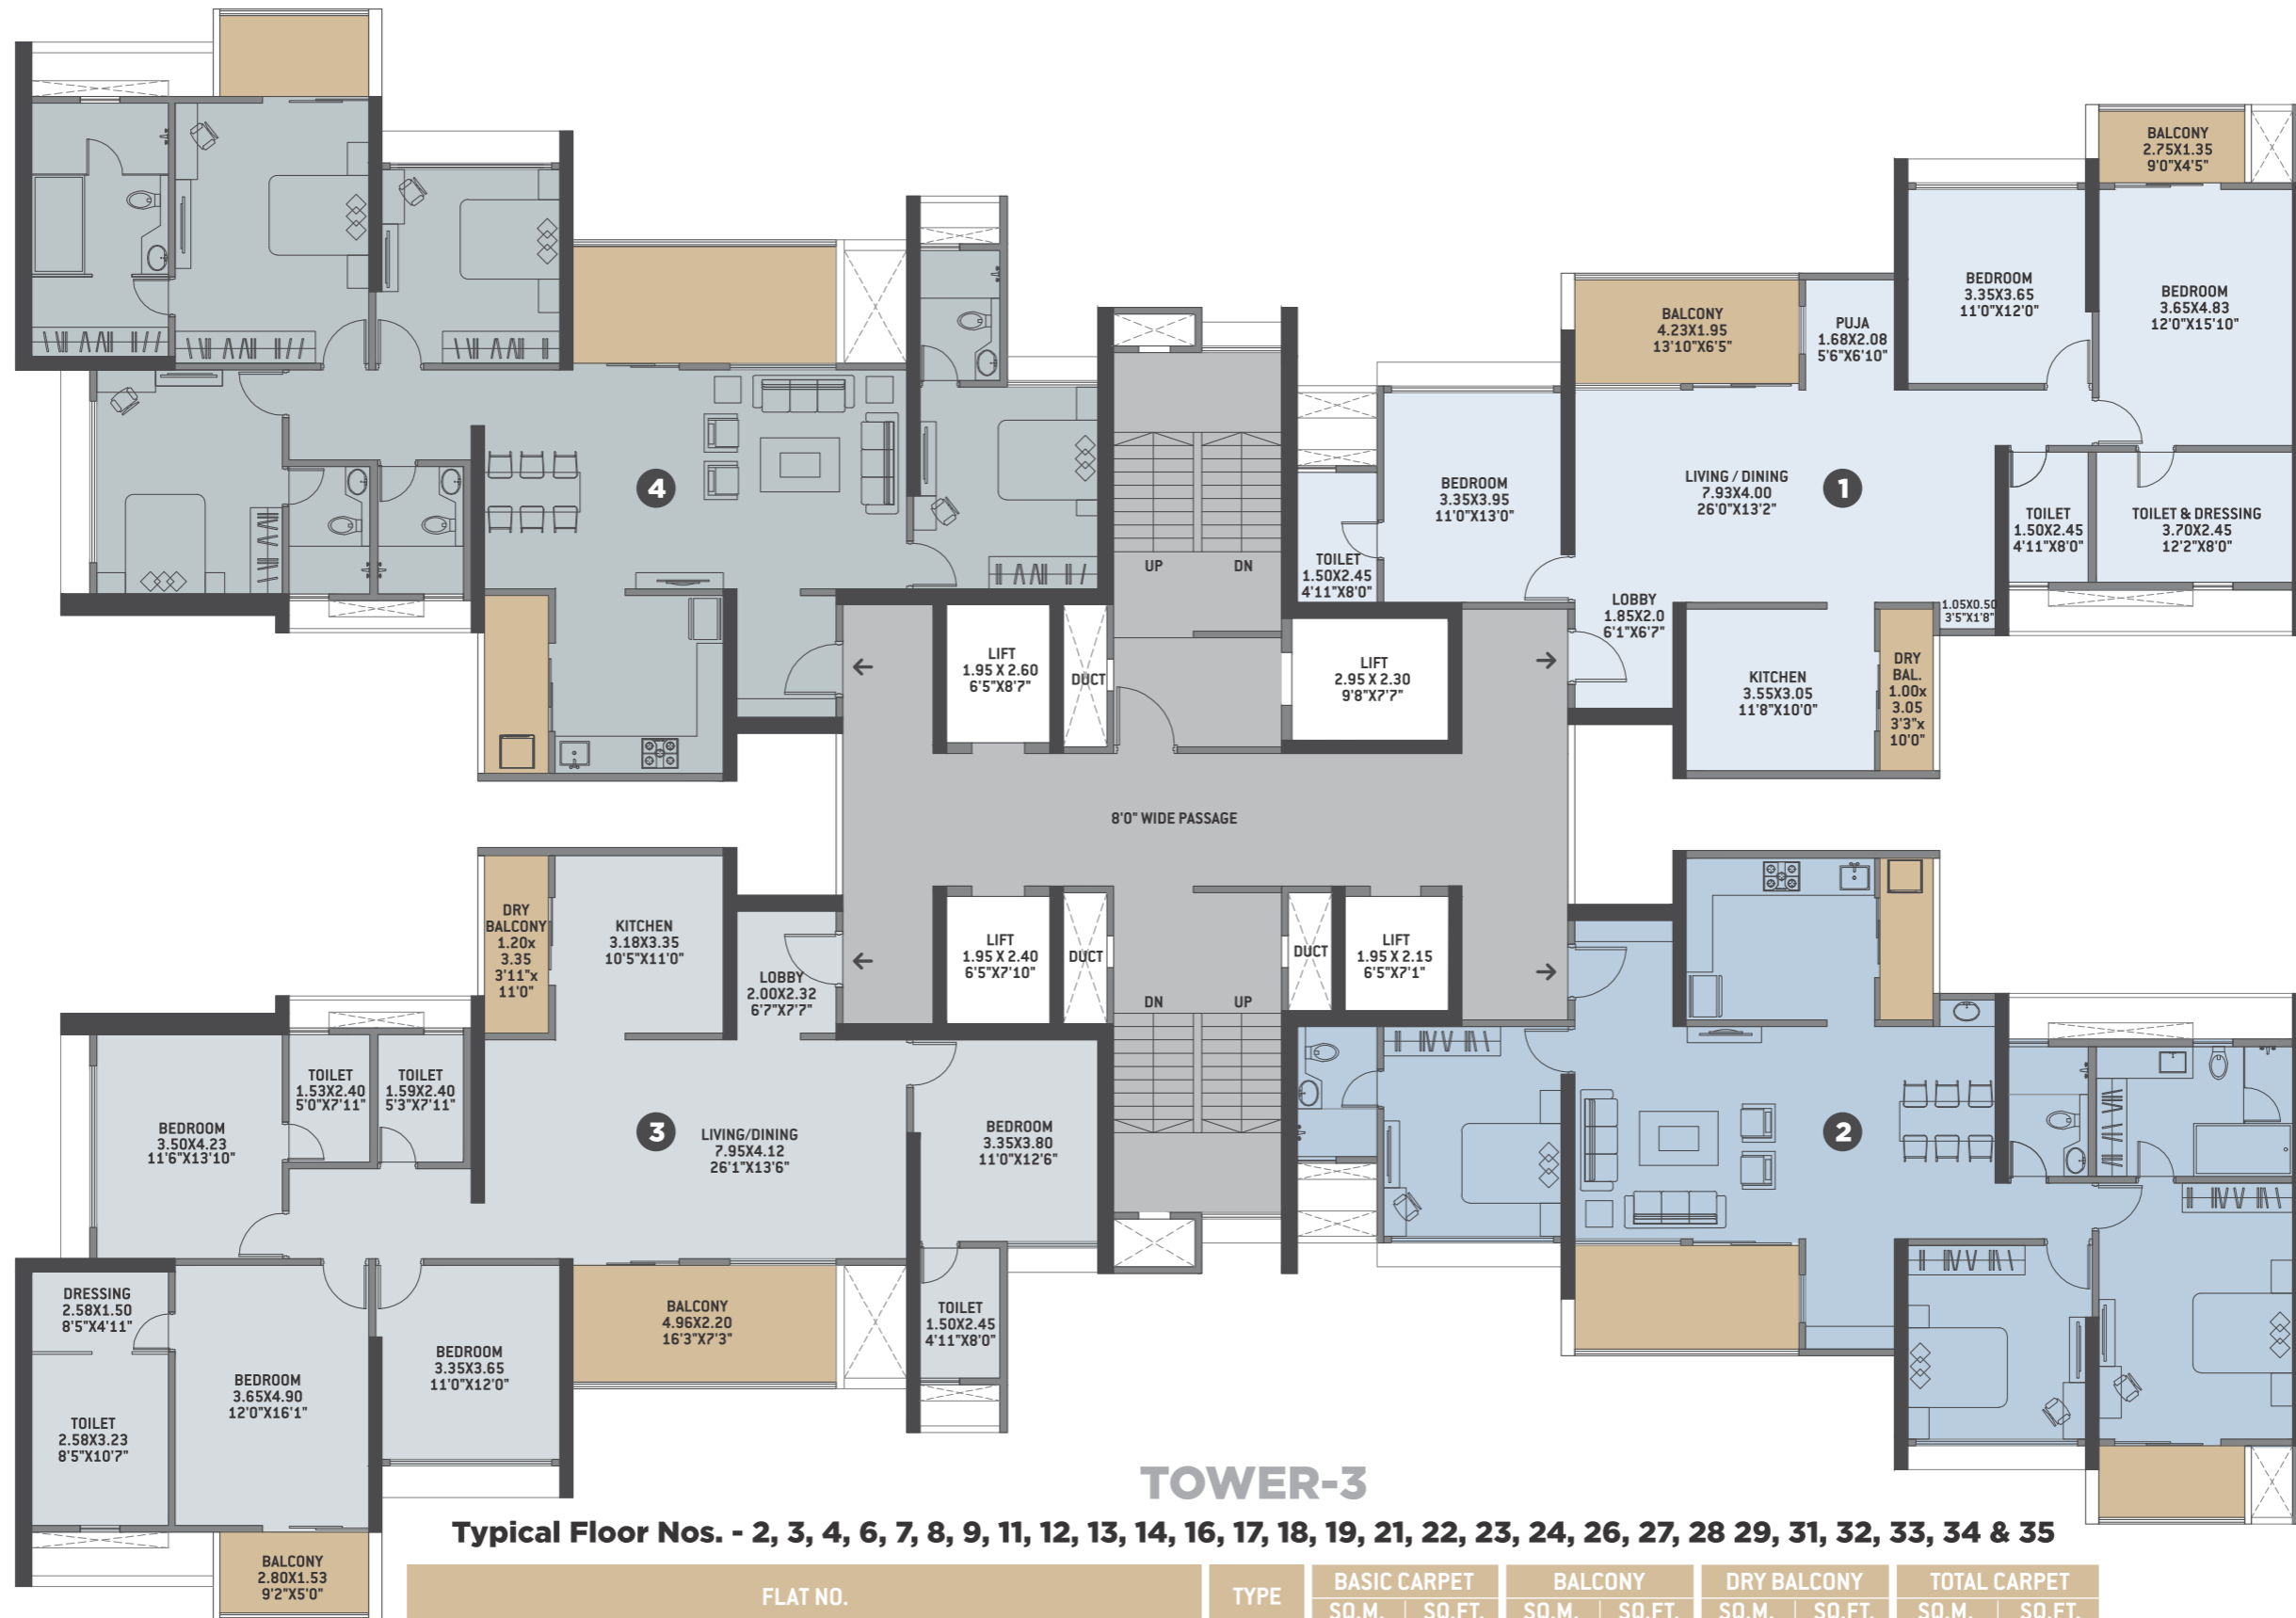 BALCONY
2.75X1.35
9'0"X4'5"
BEDROOM
3.35X3.65
11'0"X12'0"
BEDROOM
3.65X4.83
12'0"X15'10"
BALCONY
4.23X1.95
13'10"X6'5"
PUJA
1.68X2.08
5'6"X6'10"
BEDROOM
3.35X3.95
11'0"X13'0"
LIVING / DINING
7.93X4.00
26'0"X13'2"
1
4
TOILET
1.50X2.45
4'11"X8'0"
TOILET & DRESSING
3.70X2.45
12'2"X8'0"
TOILET
1.50X2.45
4'11"X8'0"
UP
DN
LOBBY
1.85X2.0
6'1"X6'7"
1.05X0.50
3'5"X1'8"
LIFT
1.95 X 2.60
6'5"X8'7"
DUCT
LIFT
2.95 X 2.30
9'8"X7'7"
KITCHEN
3.55X3.05
11'8"X10'0"
DRY
BAL.
1.00x
3.05
3'3"x
10'0"
8'0" WIDE PASSAGE
DRY
BALCONY
1.20x
3.35
3'11"x
11'0"
KITCHEN
3.18X3.35
10'5"X11'0"
LOBBY
2.00X2.32
6'7"X7'7"
LIFT
1.95 X 2.40
6'5"X7'10"
DUCT
DUCT
LIFT
1.95 X 2.15
6'5"X7'1"
DN
UP
TOILET
1.53X2.40
5'0"X7'11"
TOILET
1.59X2.40
5'3"X7'11"
BEDROOM
3.50X4.23
11'6"X13'10"
3
LIVING/DINING
7.95X4.12
26'1"X13'6"
BEDROOM
3.35X3.80
11'0"X12'6"
2
DRESSING
2.58X1.50
8'5"X4'11"
BALCONY
4.96X2.20
16'3"X7'3"
TOILET
1.50X2.45
4'11"X8'0"
BEDROOM
3.65X4.90
12'0"X16'1"
BEDROOM
3.35X3.65
11'0"X12'0"
TOILET
2.58X3.23
8'5"X10'7"
BALCONY
2.80X1.53
9'2"X5'0"
TOWER-3
Typical Floor Nos. - 2, 3, 4, 6, 7, 8, 9, 11, 12, 13, 14, 16, 17, 18, 19, 21, 22, 23, 24, 26, 27, 28 29, 31, 32, 33, 34 & 35
FLAT NO. TYPE BASIC CARPET BALCONY DRY BALCONY TOTAL CARPET
SQ.M. SQ.FT. SQ.M. SQ.FT. SQ.M. SQ.FT. SQ.M. SQ.FT.